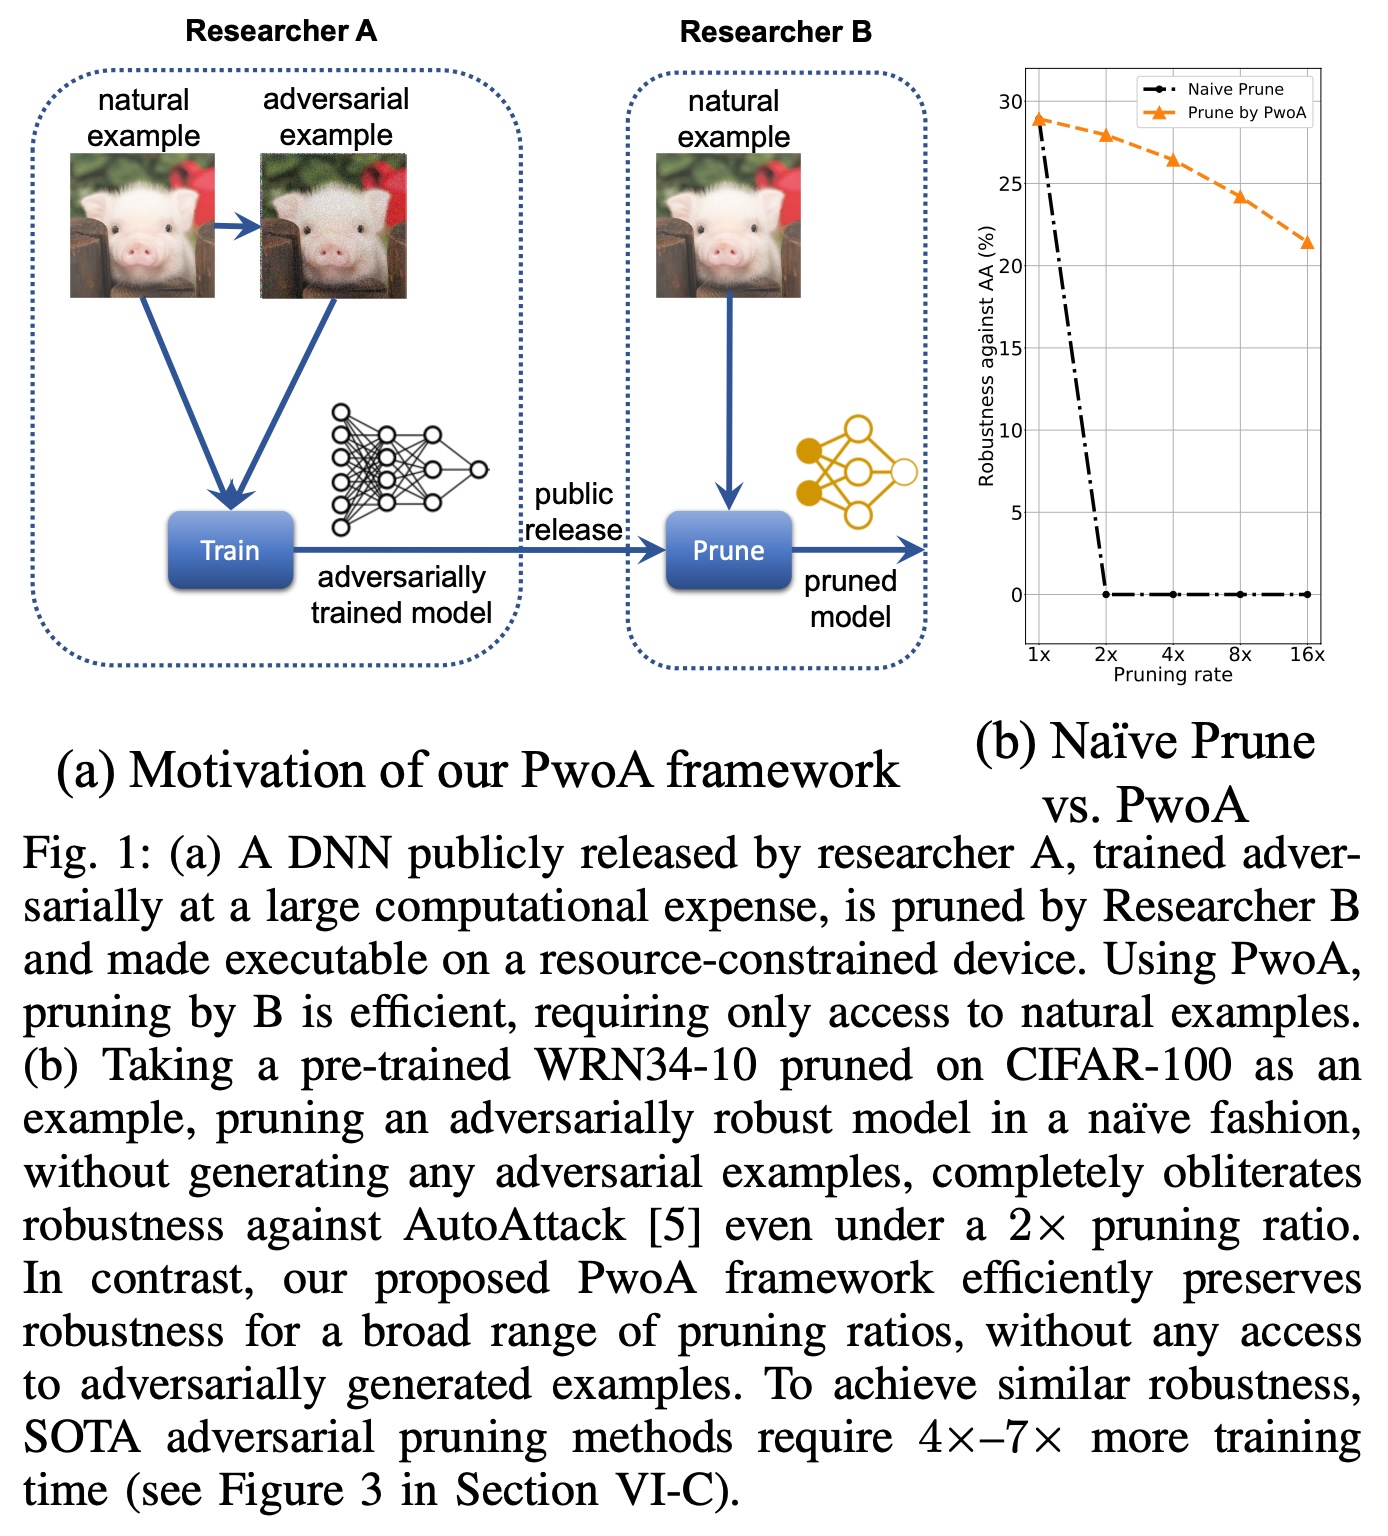 Researcher A
Researcher B
natural
example
adversarial
example
natural
example
Train
adversarially
trained model
public
release
Prune
pruned
model
Naive Prune
Prune by PwoA
30
25
20
15
10
5
0
Robustness against AA (%)
1x 2x 4x 8x 16x
Pruning rate
(a) Motivation of our PwoA framework
(b) Naïve Prune
vs. PwoA
Fig. 1: (a) A DNN publicly released by researcher A, trained adver-
sarially at a large computational expense, is pruned by Researcher B
and made executable on a resource-constrained device. Using PwoA,
pruning by B is efficient, requiring only access to natural examples.
(b) Taking a pre-trained WRN34-10 pruned on CIFAR-100 as an
example, pruning an adversarially robust model in a naïve fashion,
without generating any adversarial examples, completely obliterates
robustness against AutoAttack [5] even under a 2× pruning ratio.
In contrast, our proposed PwoA framework efficiently preserves
robustness for a broad range of pruning ratios, without any access
to adversarially generated examples. To achieve similar robustness,
SOTA adversarial pruning methods require 4×–7× more training
time (see Figure 3 in Section VI-C).